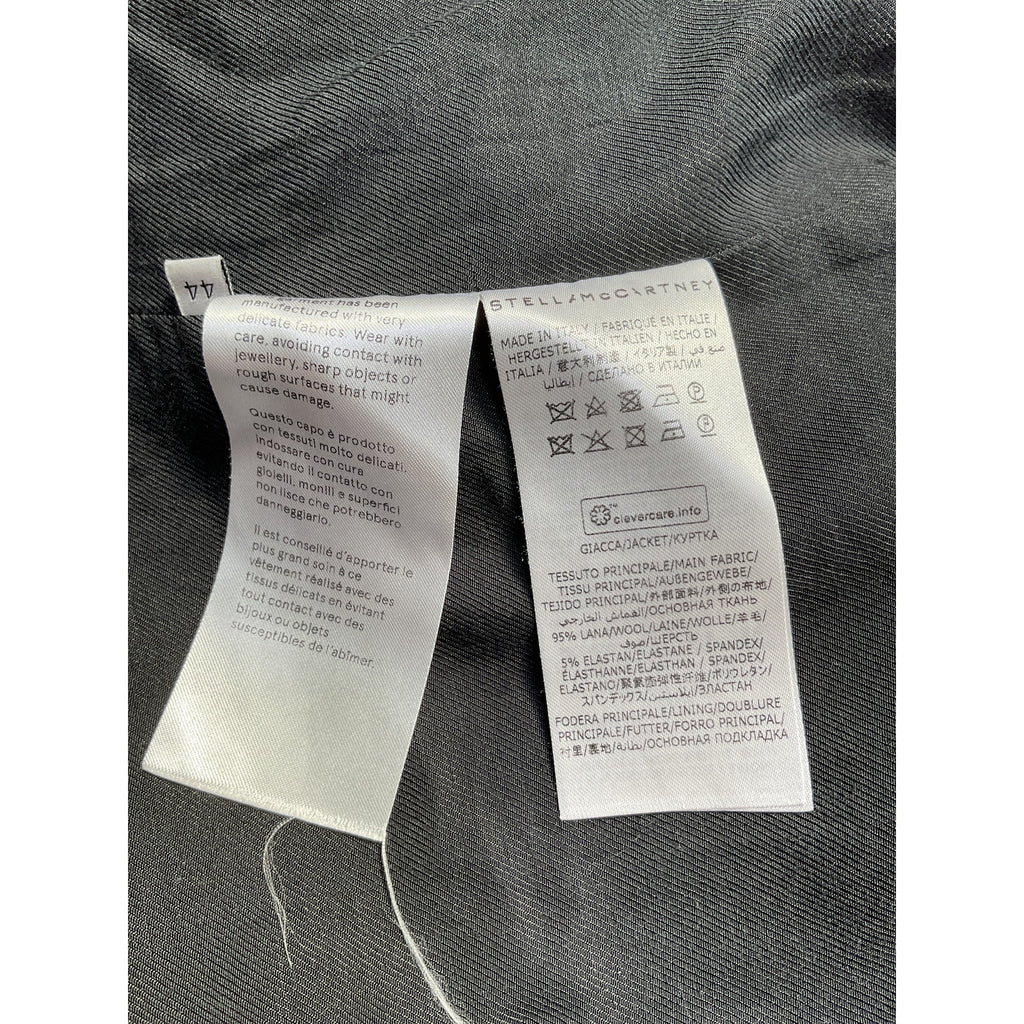 44
garment has been
manufactured with very
delicate fabrics. Wear with
care, avoiding contact with
jewellery, sharp objects or
rough surfaces that might
cause damage.
Questo capo è prodotto
con tessuti molto delicati.
indossare con cura
evitando il contatto con
gioielli, monili e superfici
non lisce che potrebbero
danneggiarlo.
Il est conseillé d'apporter le
plus grand soin à ce
vêtement réalisé avec des
tissus délicats en évitant
tout contact avec des
bijoux ou objets
susceptibles de l'abîmer.
STELLA McCARTNEY
MADE IN ITALY / FABRIQUÉ EN ITALIE /
HERGESTELLT IN ITALIEN / HECHO EN
ITALIA / 意大利制造 / イタリア製 / صنع في
إيطاليا / СДЕЛАНО В ИТАЛИИ
clevercare.info
GIACCA/JACKET/КУРТКА
TESSUTO PRINCIPALE/MAIN FABRIC/
TISSU PRINCIPAL/AUßENGEWEBE/
TEJIDO PRINCIPAL/外部面料/外側の布地/
القماش الخارجي/ОСНОВНАЯ ТКАНЬ
95% LANA/WOOL/LAINE/WOLLE/羊毛/
صوف/ШЕРСТЬ
5% ELASTAN/ELASTANE / SPANDEX/
ÉLASTHANNE/ELASTHAN / SPANDEX/
ELASTANO/聚氨酯弹性纤维/ポリウレタン/
スパンデックス/إيلاستين/ЭЛАСТАН
FODERA PRINCIPALE/LINING/DOUBLURE
PRINCIPALE/FUTTER/FORRO PRINCIPAL/
衬里/裏地/بطانة/ОСНОВНАЯ ПОДКЛАДКА